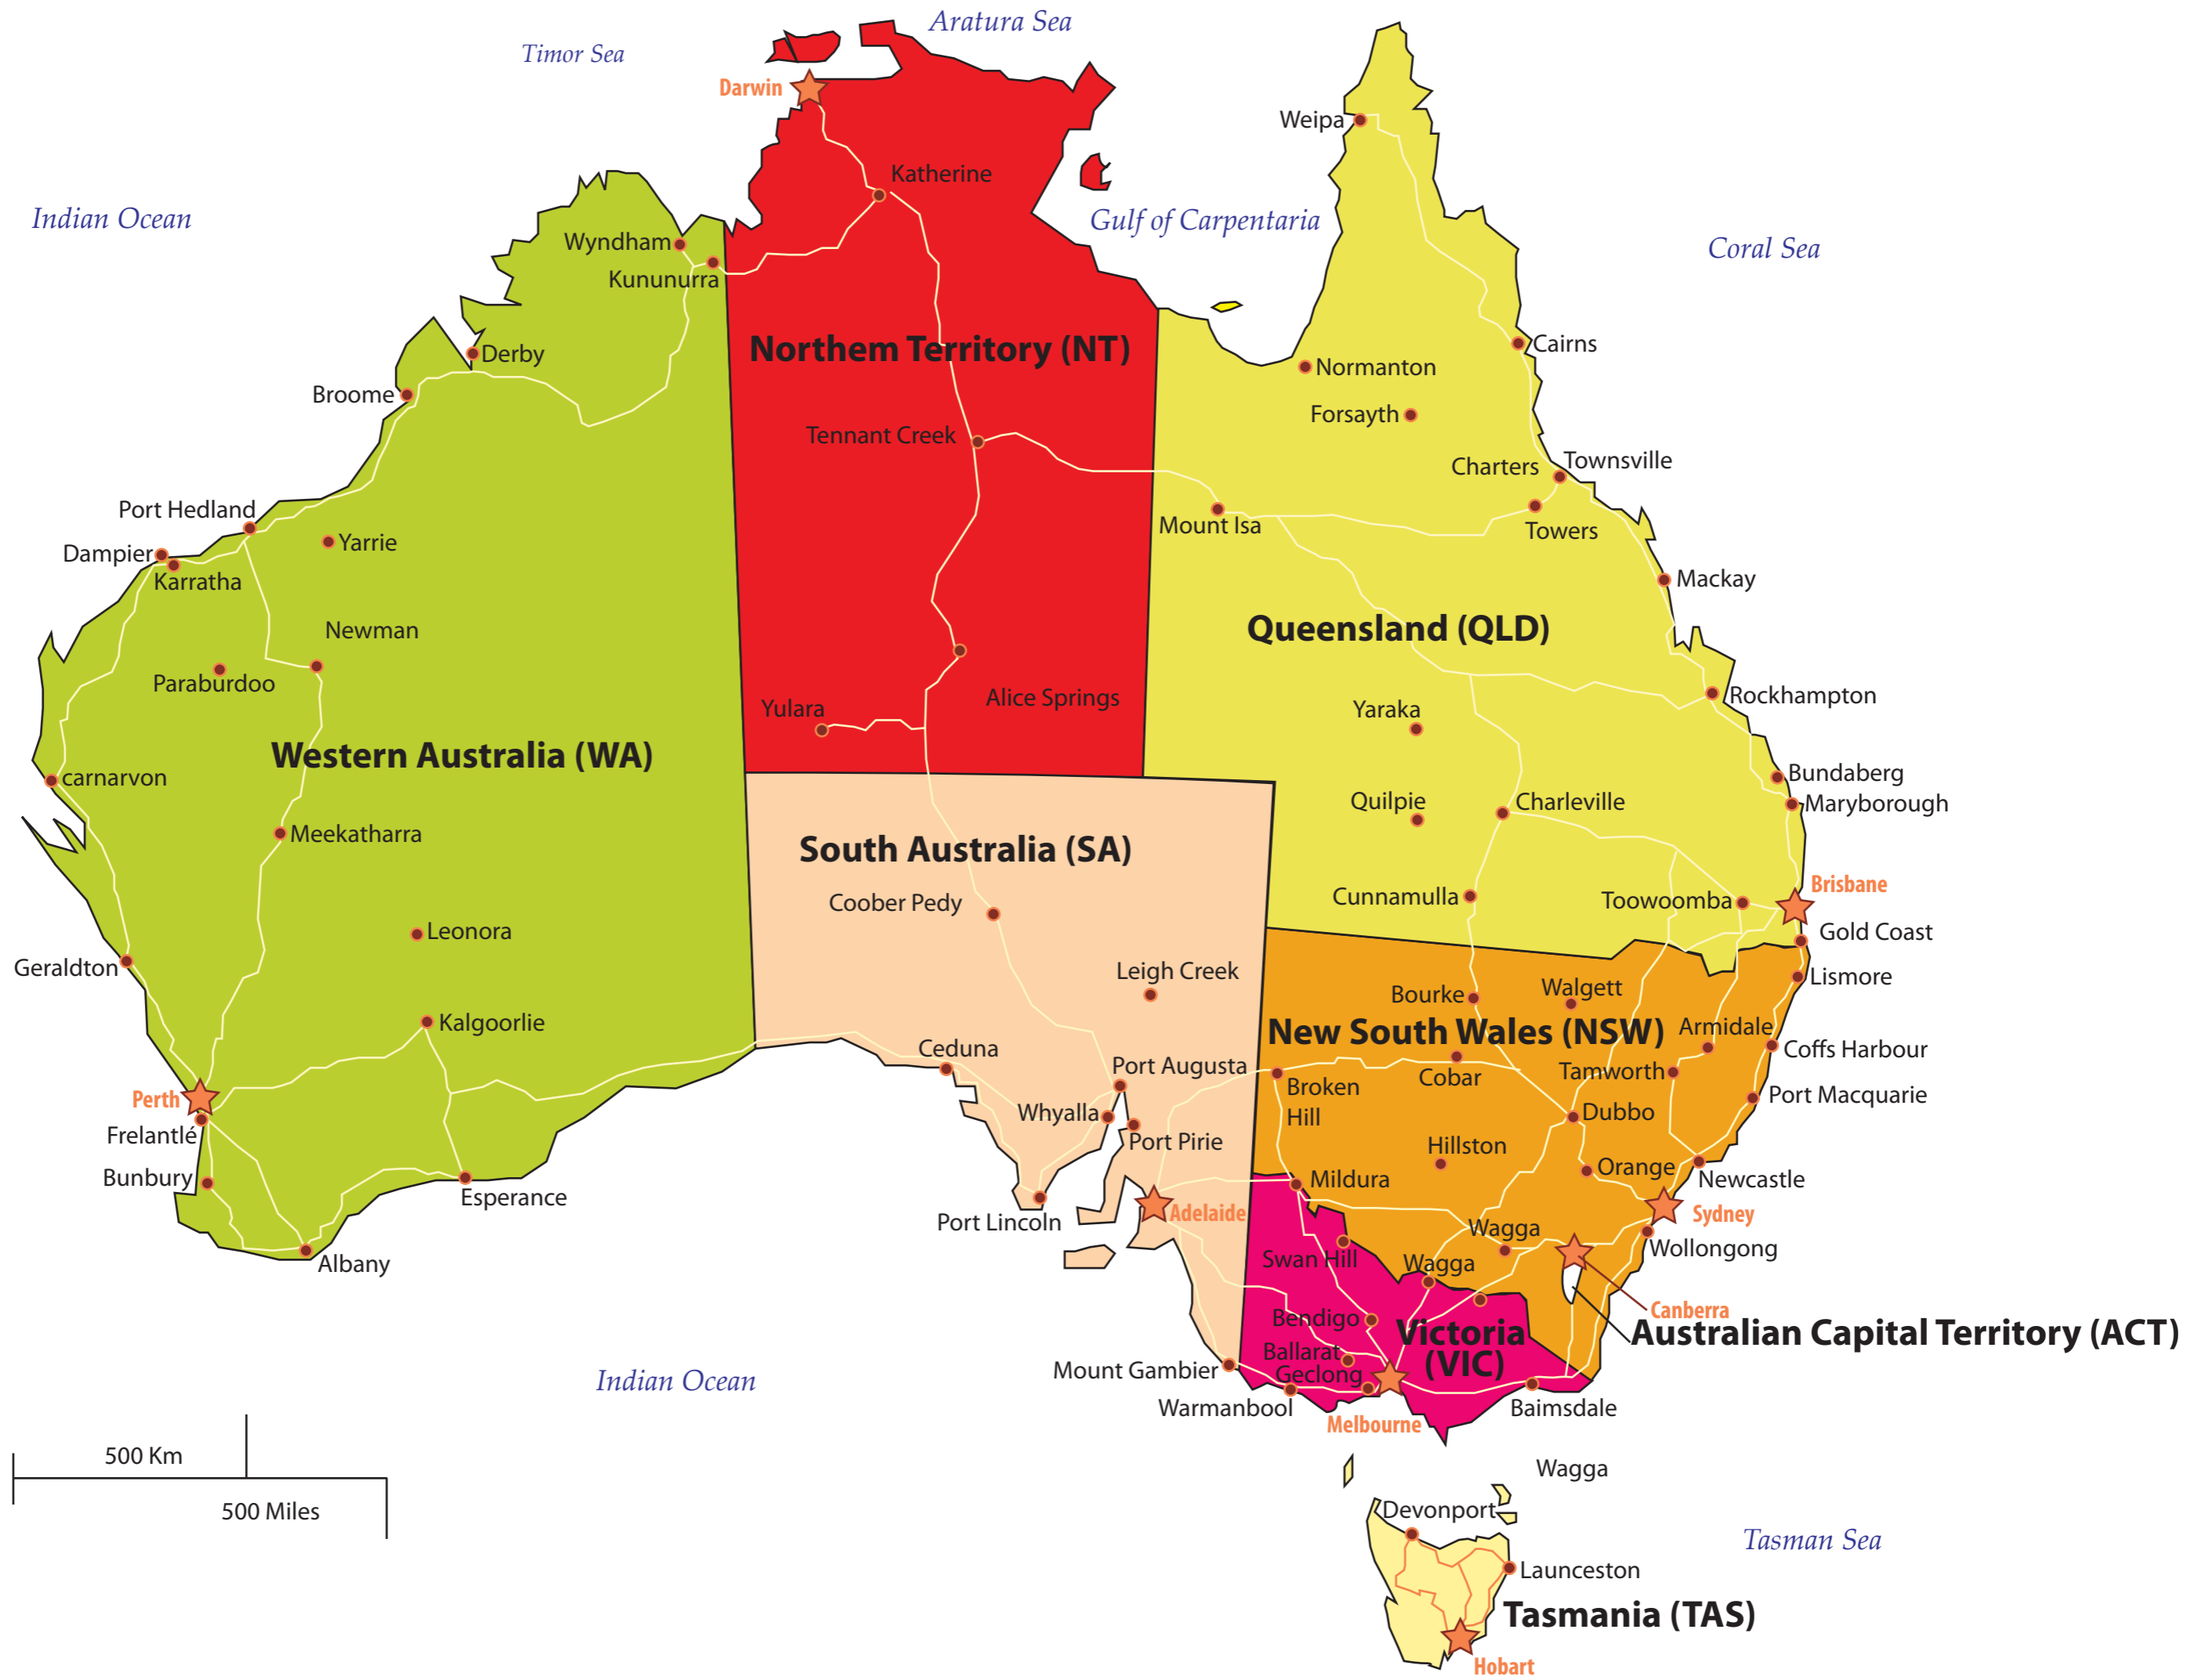 Aratura Sea
Timor Sea
Darwin
Weipa
Katherine
Indian Ocean
Gulf of Carpentaria
Wyndham
Coral Sea
Kununurra
Cairns
Northem Territory (NT)
Derby
Normanton
Broome
Forsayth
Tennant Creek
Townsville
Charters
Port Hedland
Mount Isa
Towers
Yarrie
Dampier
Karratha
Mackay
Newman
Queensland (QLD)
Paraburdoo
Alice Springs
Rockhampton
Yulara
Yaraka
Western Australia (WA)
carnarvon
Bundaberg
Quilpie
Charleville
Maryborough
Meekatharra
South Australia (SA)
Brisbane
Coober Pedy
Cunnamulla
Toowoomba
Leonora
Gold Coast
Geraldton
Leigh Creek
Lismore
Walgett
Bourke
Kalgoorlie
New South Wales (NSW)
Armidale
Ceduna
Coffs Harbour
Port Augusta
Tamworth
Cobar
Broken
Hill
Perth
Port Macquarie
Whyalla
Dubbo
Frelantlé
Port Pirie
Hillston
Orange
Bunbury
Mildura
Newcastle
Esperance
Port Lincoln
Adelaide
Sydney
Wagga
Wollongong
Swan Hill
Wagga
Albany
Canberra
Bendigo
Victoria
(VIC)
Australian Capital Territory (ACT)
Ballarat
Mount Gambier
Geclong
Indian Ocean
Warmanbool
Baimsdale
Melbourne
500 Km
Wagga
500 Miles
Devonport
Tasman Sea
Launceston
Tasmania (TAS)
Hobart